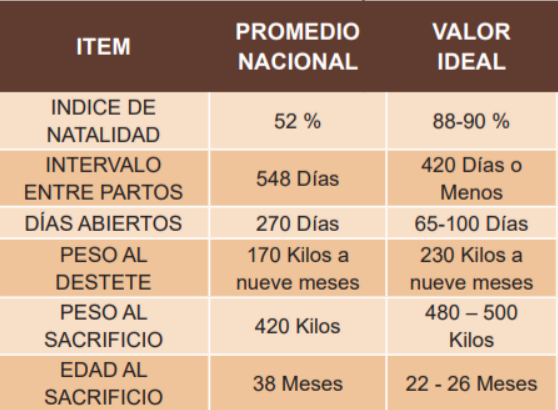 ITEM
PROMEDIO
NACIONAL
VALOR
IDEAL
INDICE DE
NATALIDAD
52 %
88-90 %
INTERVALO
ENTRE PARTOS
548 Días
420 Días o
Menos
DÍAS ABIERTOS
270 Días
65-100 Días
PESO AL
DESTETE
170 Kilos a
nueve meses
230 Kilos a
nueve meses
PESO AL
SACRIFICIO
420 Kilos
480 – 500
Kilos
EDAD AL
SACRIFICIO
38 Meses
22 - 26 Meses